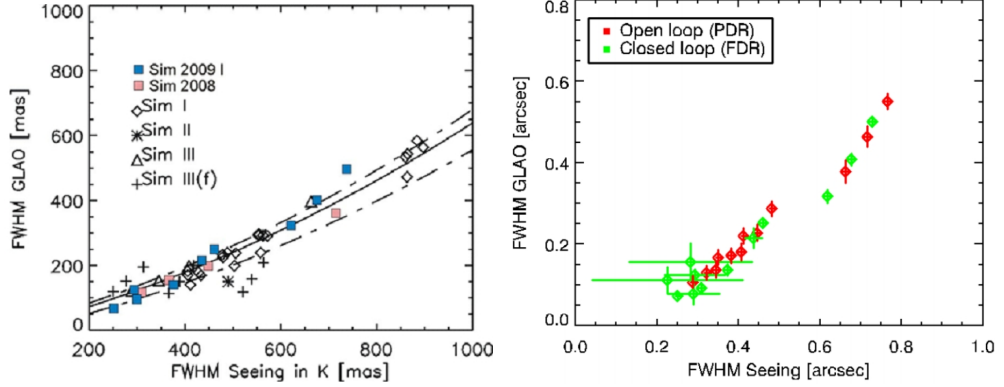 1000
800
600
400
200
0
FWHM GLAO [mas]
Sim 2009 I
Sim 2008
Sim I
Sim II
Sim III
Sim III(f)
200 400 600 800 1000
FWHM Seeing in K [mas]
0.8
0.6
0.4
0.2
0.0
FWHM GLAO [arcsec]
Open loop (PDR)
Closed loop (FDR)
0.0 0.2 0.4 0.6 0.8 1.0
FWHM Seeing [arcsec]